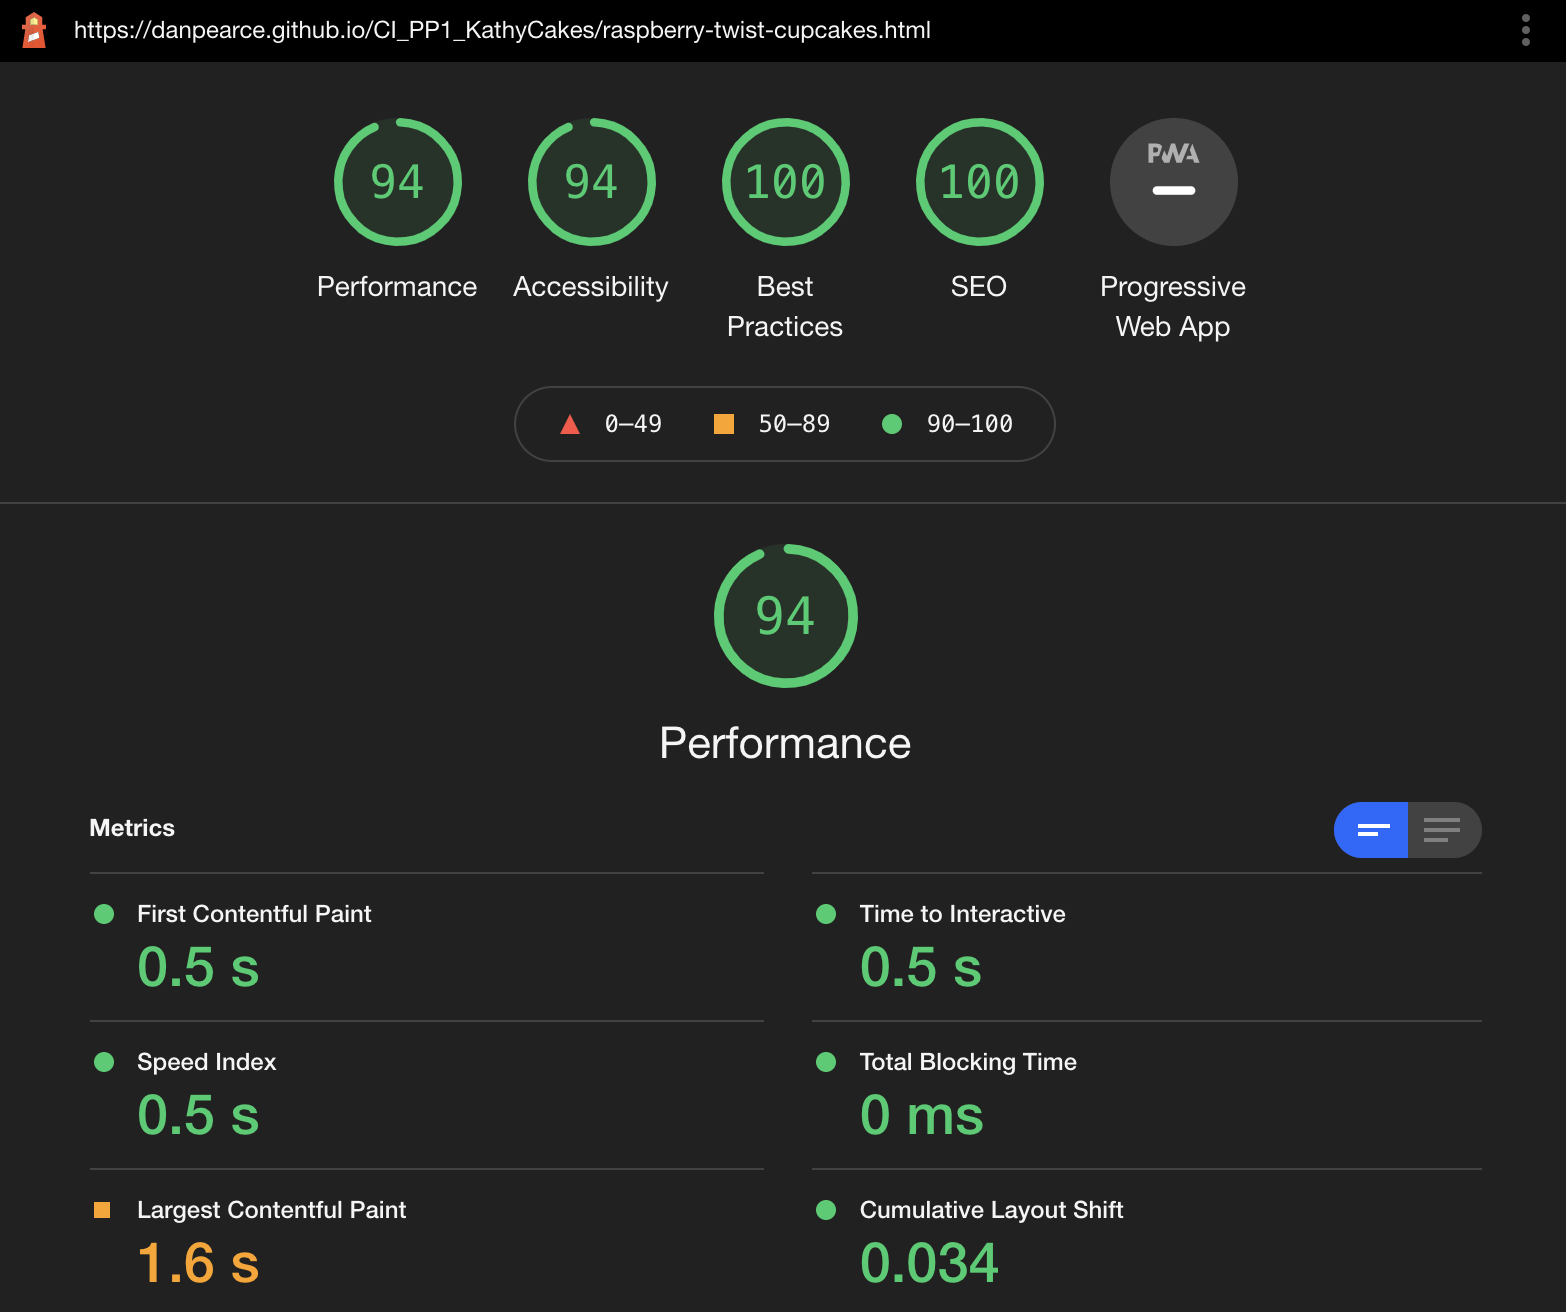 https://danpearce.github.io/CI_PP1_KathyCakes/raspberry-twist-cupcakes.html
94
94
100
100
PWA
Performance
Accessibility
Best
Practices
SEO
Progressive
Web App
0–49
50–89
90–100
94
Performance
Metrics
First Contentful Paint
0.5 s
Time to Interactive
0.5 s
Speed Index
0.5 s
Total Blocking Time
0 ms
Largest Contentful Paint
1.6 s
Cumulative Layout Shift
0.034